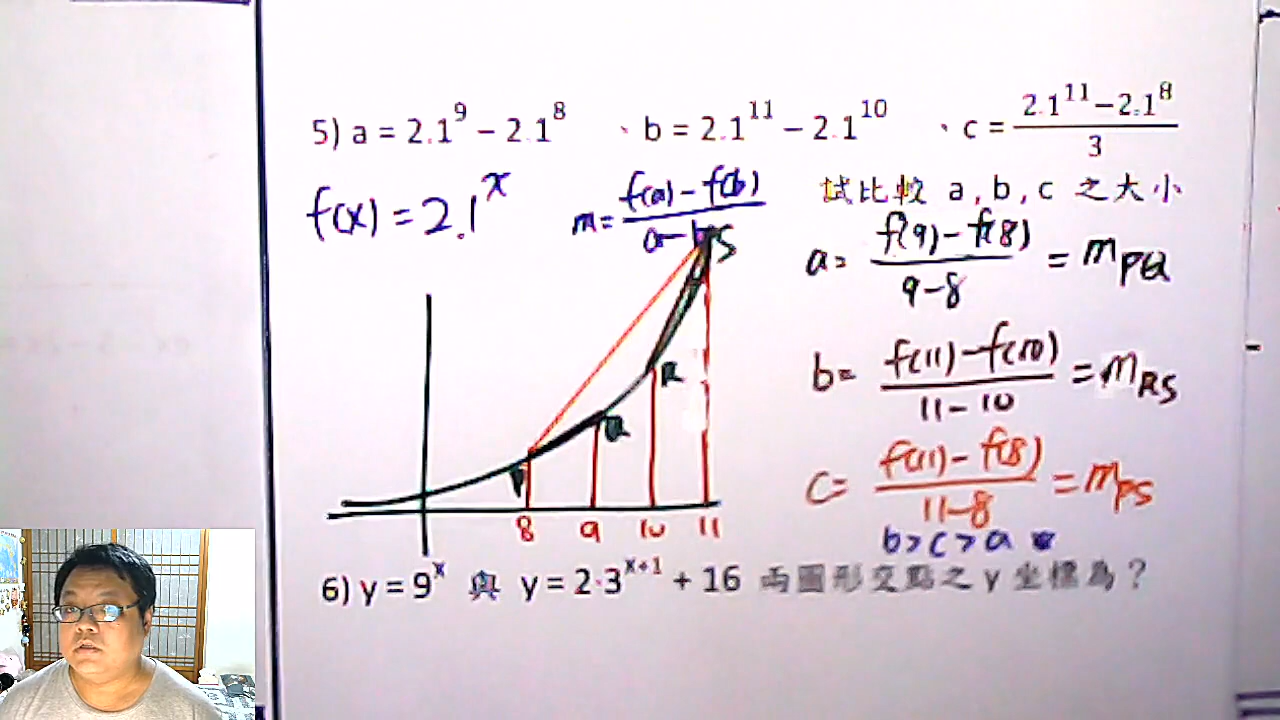 5) a = 2.1^9 − 2.1^8 、b = 2.1^11 − 2.1^10 、c = (2.1^11 − 2.1^8)/3
試比較 a , b , c 之大小
f(x) = 2.1^x
m = (f(a) − f(b))/(a − b)
a = (f(9) − f(8))/(9 − 8) = mPQ
b = (f(11) − f(10))/(11 − 10) = mRS
c = (f(11) − f(8))/(11 − 8) = mPS
b > c > a
S
R
Q
P
8 9 10 11
6) y = 9^x 與 y = 2·3^(x+1) + 16 兩圖形交點之 y 坐標為？